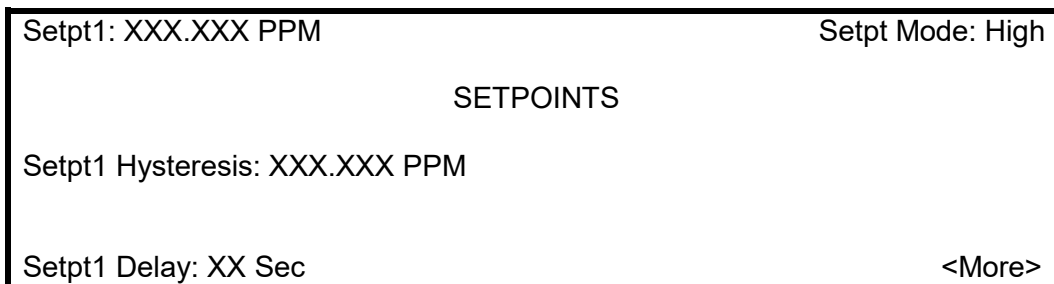 Setpt1: XXX.XXX PPM Setpt Mode: High
SETPOINTS
Setpt1 Hysteresis: XXX.XXX PPM
Setpt1 Delay: XX Sec <More>